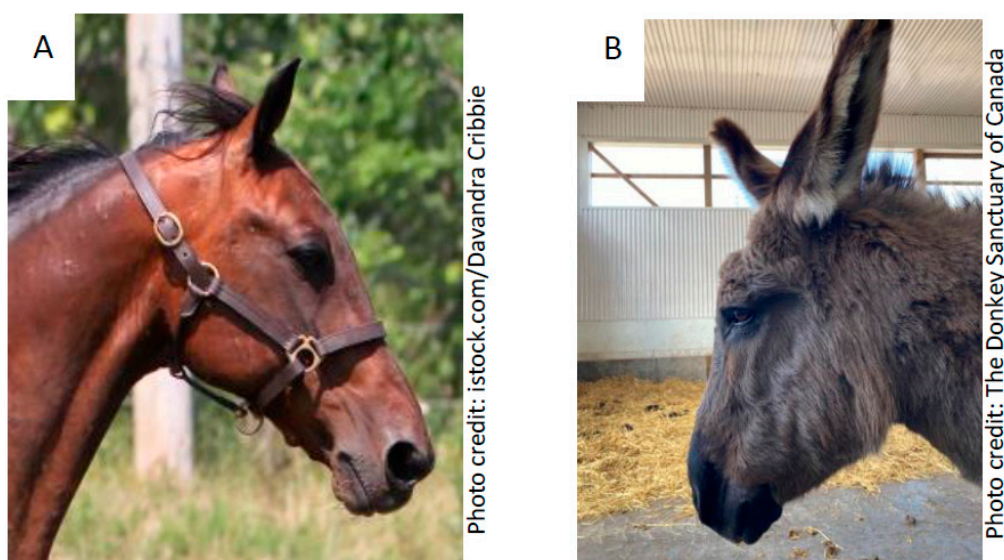 A
Photo credit: istock.com/Davandra Cribbie
B
Photo credit: The Donkey Sanctuary of Canada